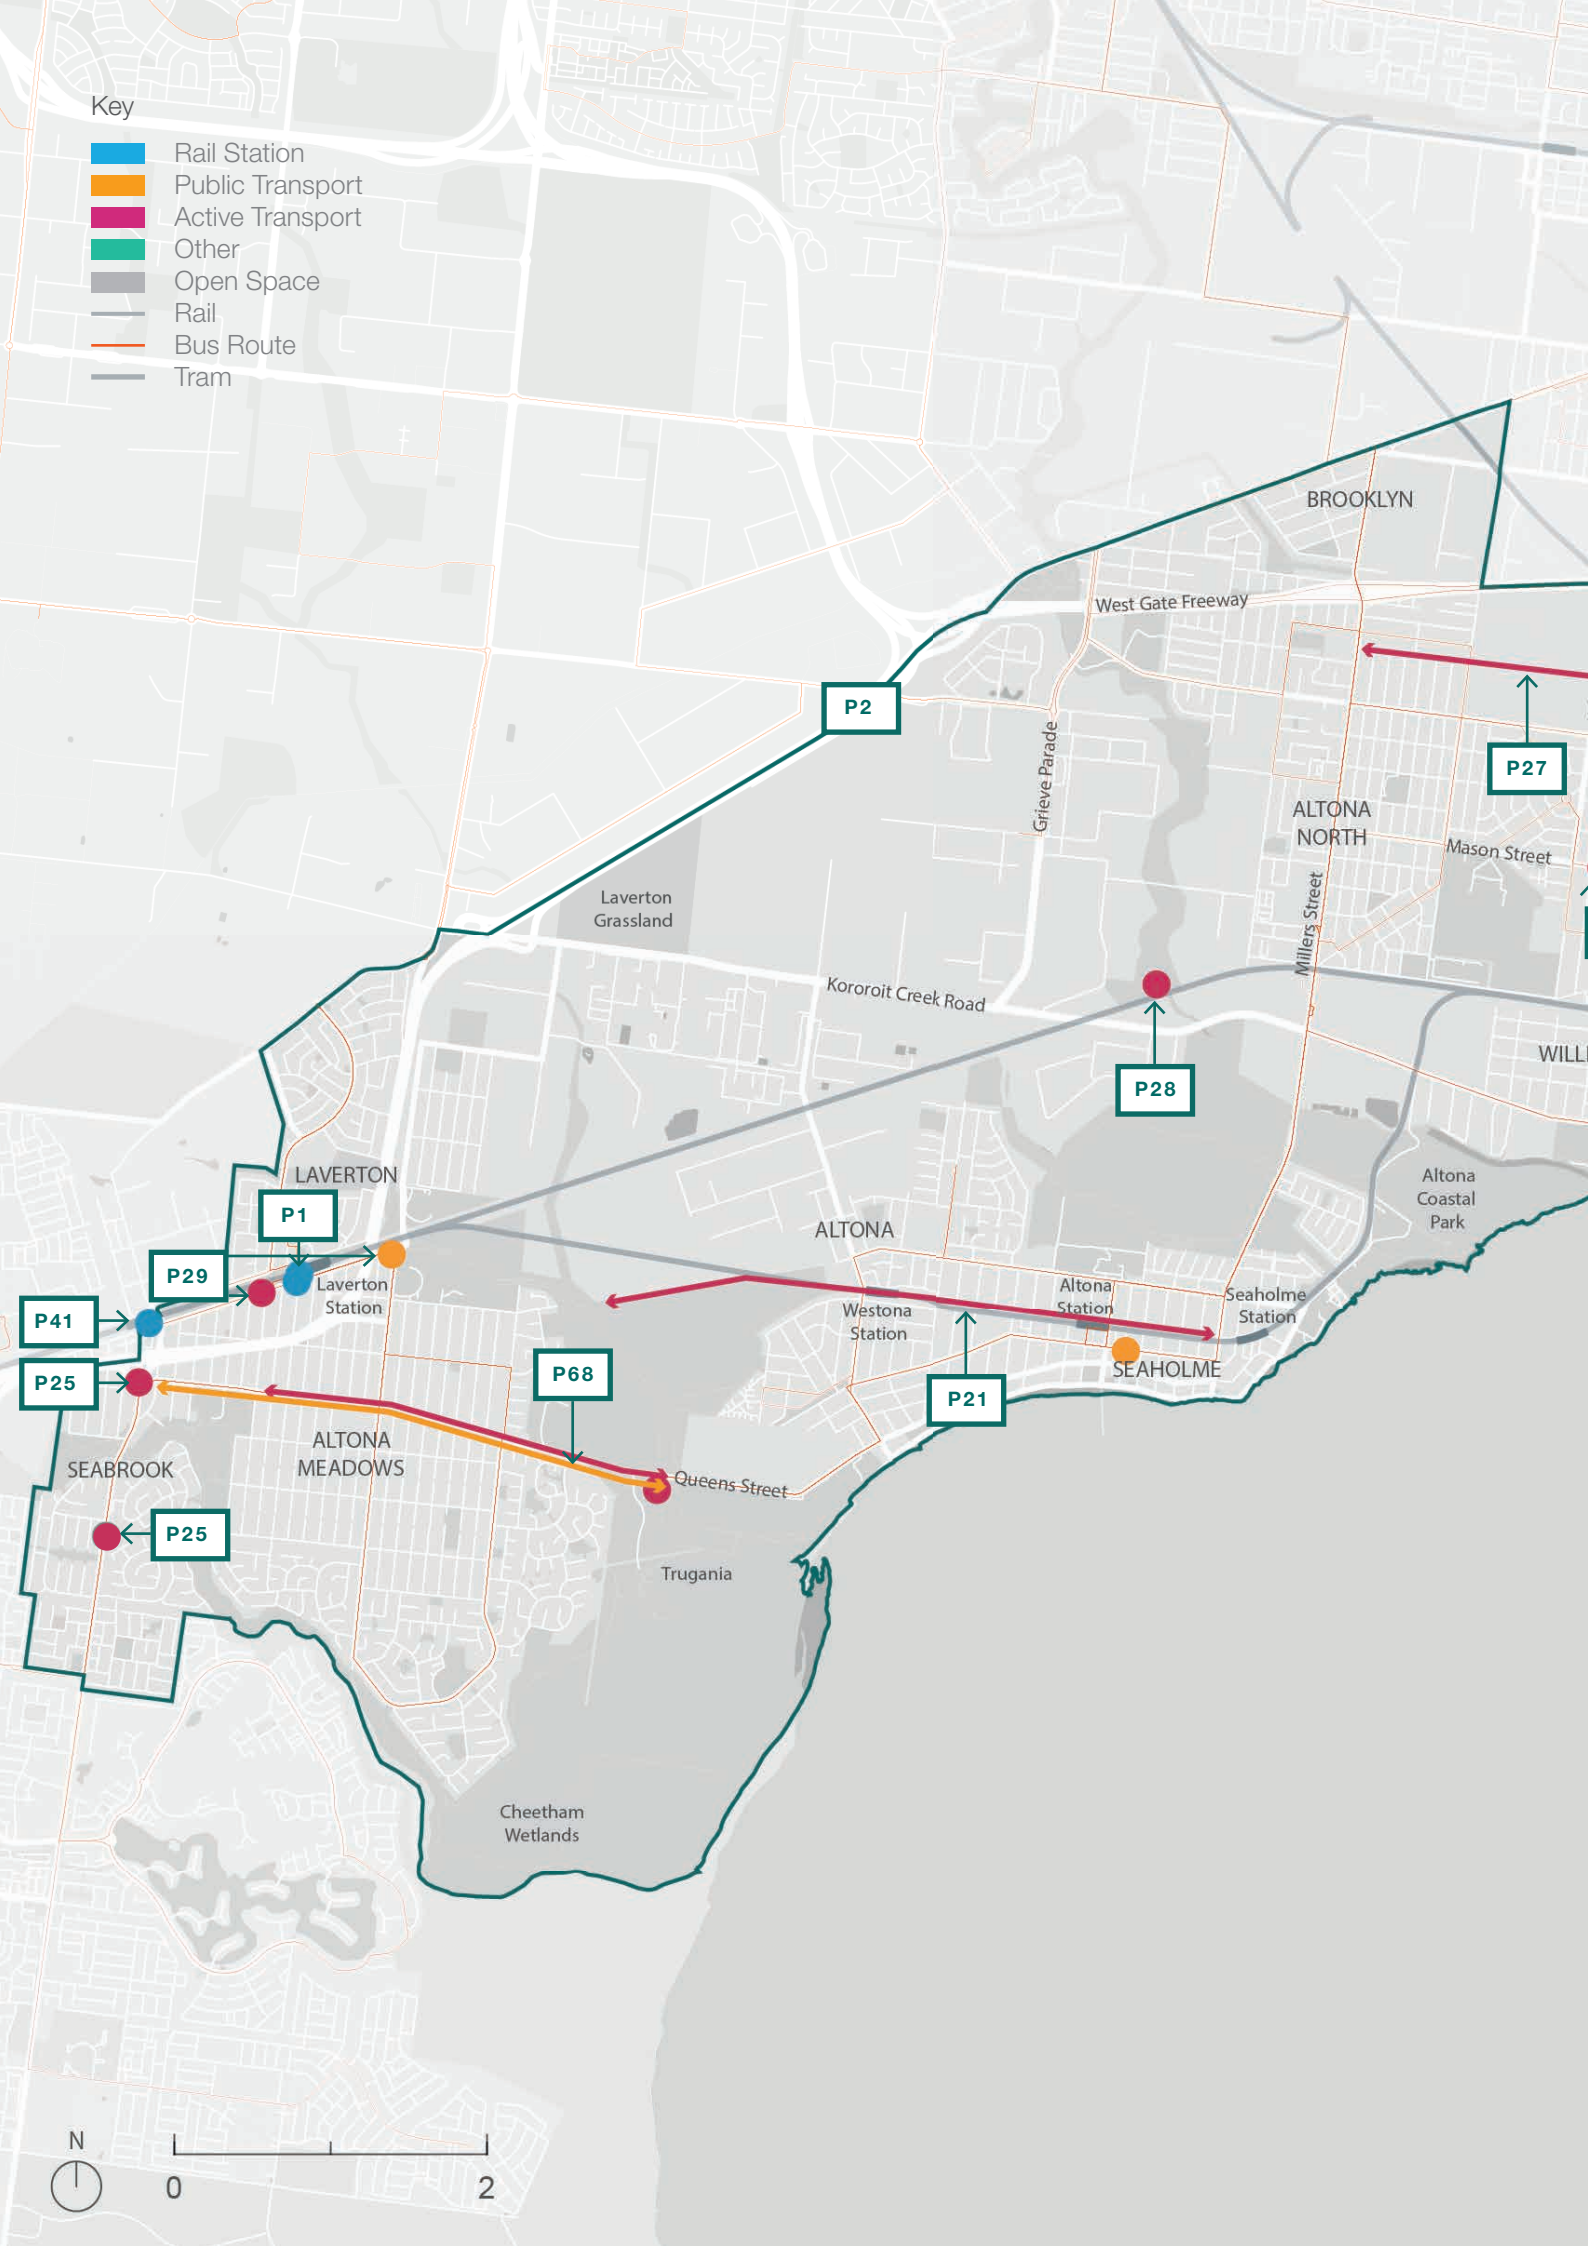 Key
Rail Station
Public Transport
Active Transport
Other
Open Space
Rail
Bus Route
Tram
BROOKLYN
West Gate Freeway
P2
P27
Grieve Parade
ALTONA
NORTH
Mason Street
Millers Street
Laverton
Grassland
Kororoit Creek Road
WILLI
P28
LAVERTON
Altona
Coastal
Park
P1
ALTONA
P29
Laverton
Station
Altona
Station
Seaholme
Station
P41
Westona
Station
P25
P68
SEAHOLME
P21
ALTONA
MEADOWS
SEABROOK
Queens Street
P25
Trugania
Cheetham
Wetlands
N
0
2